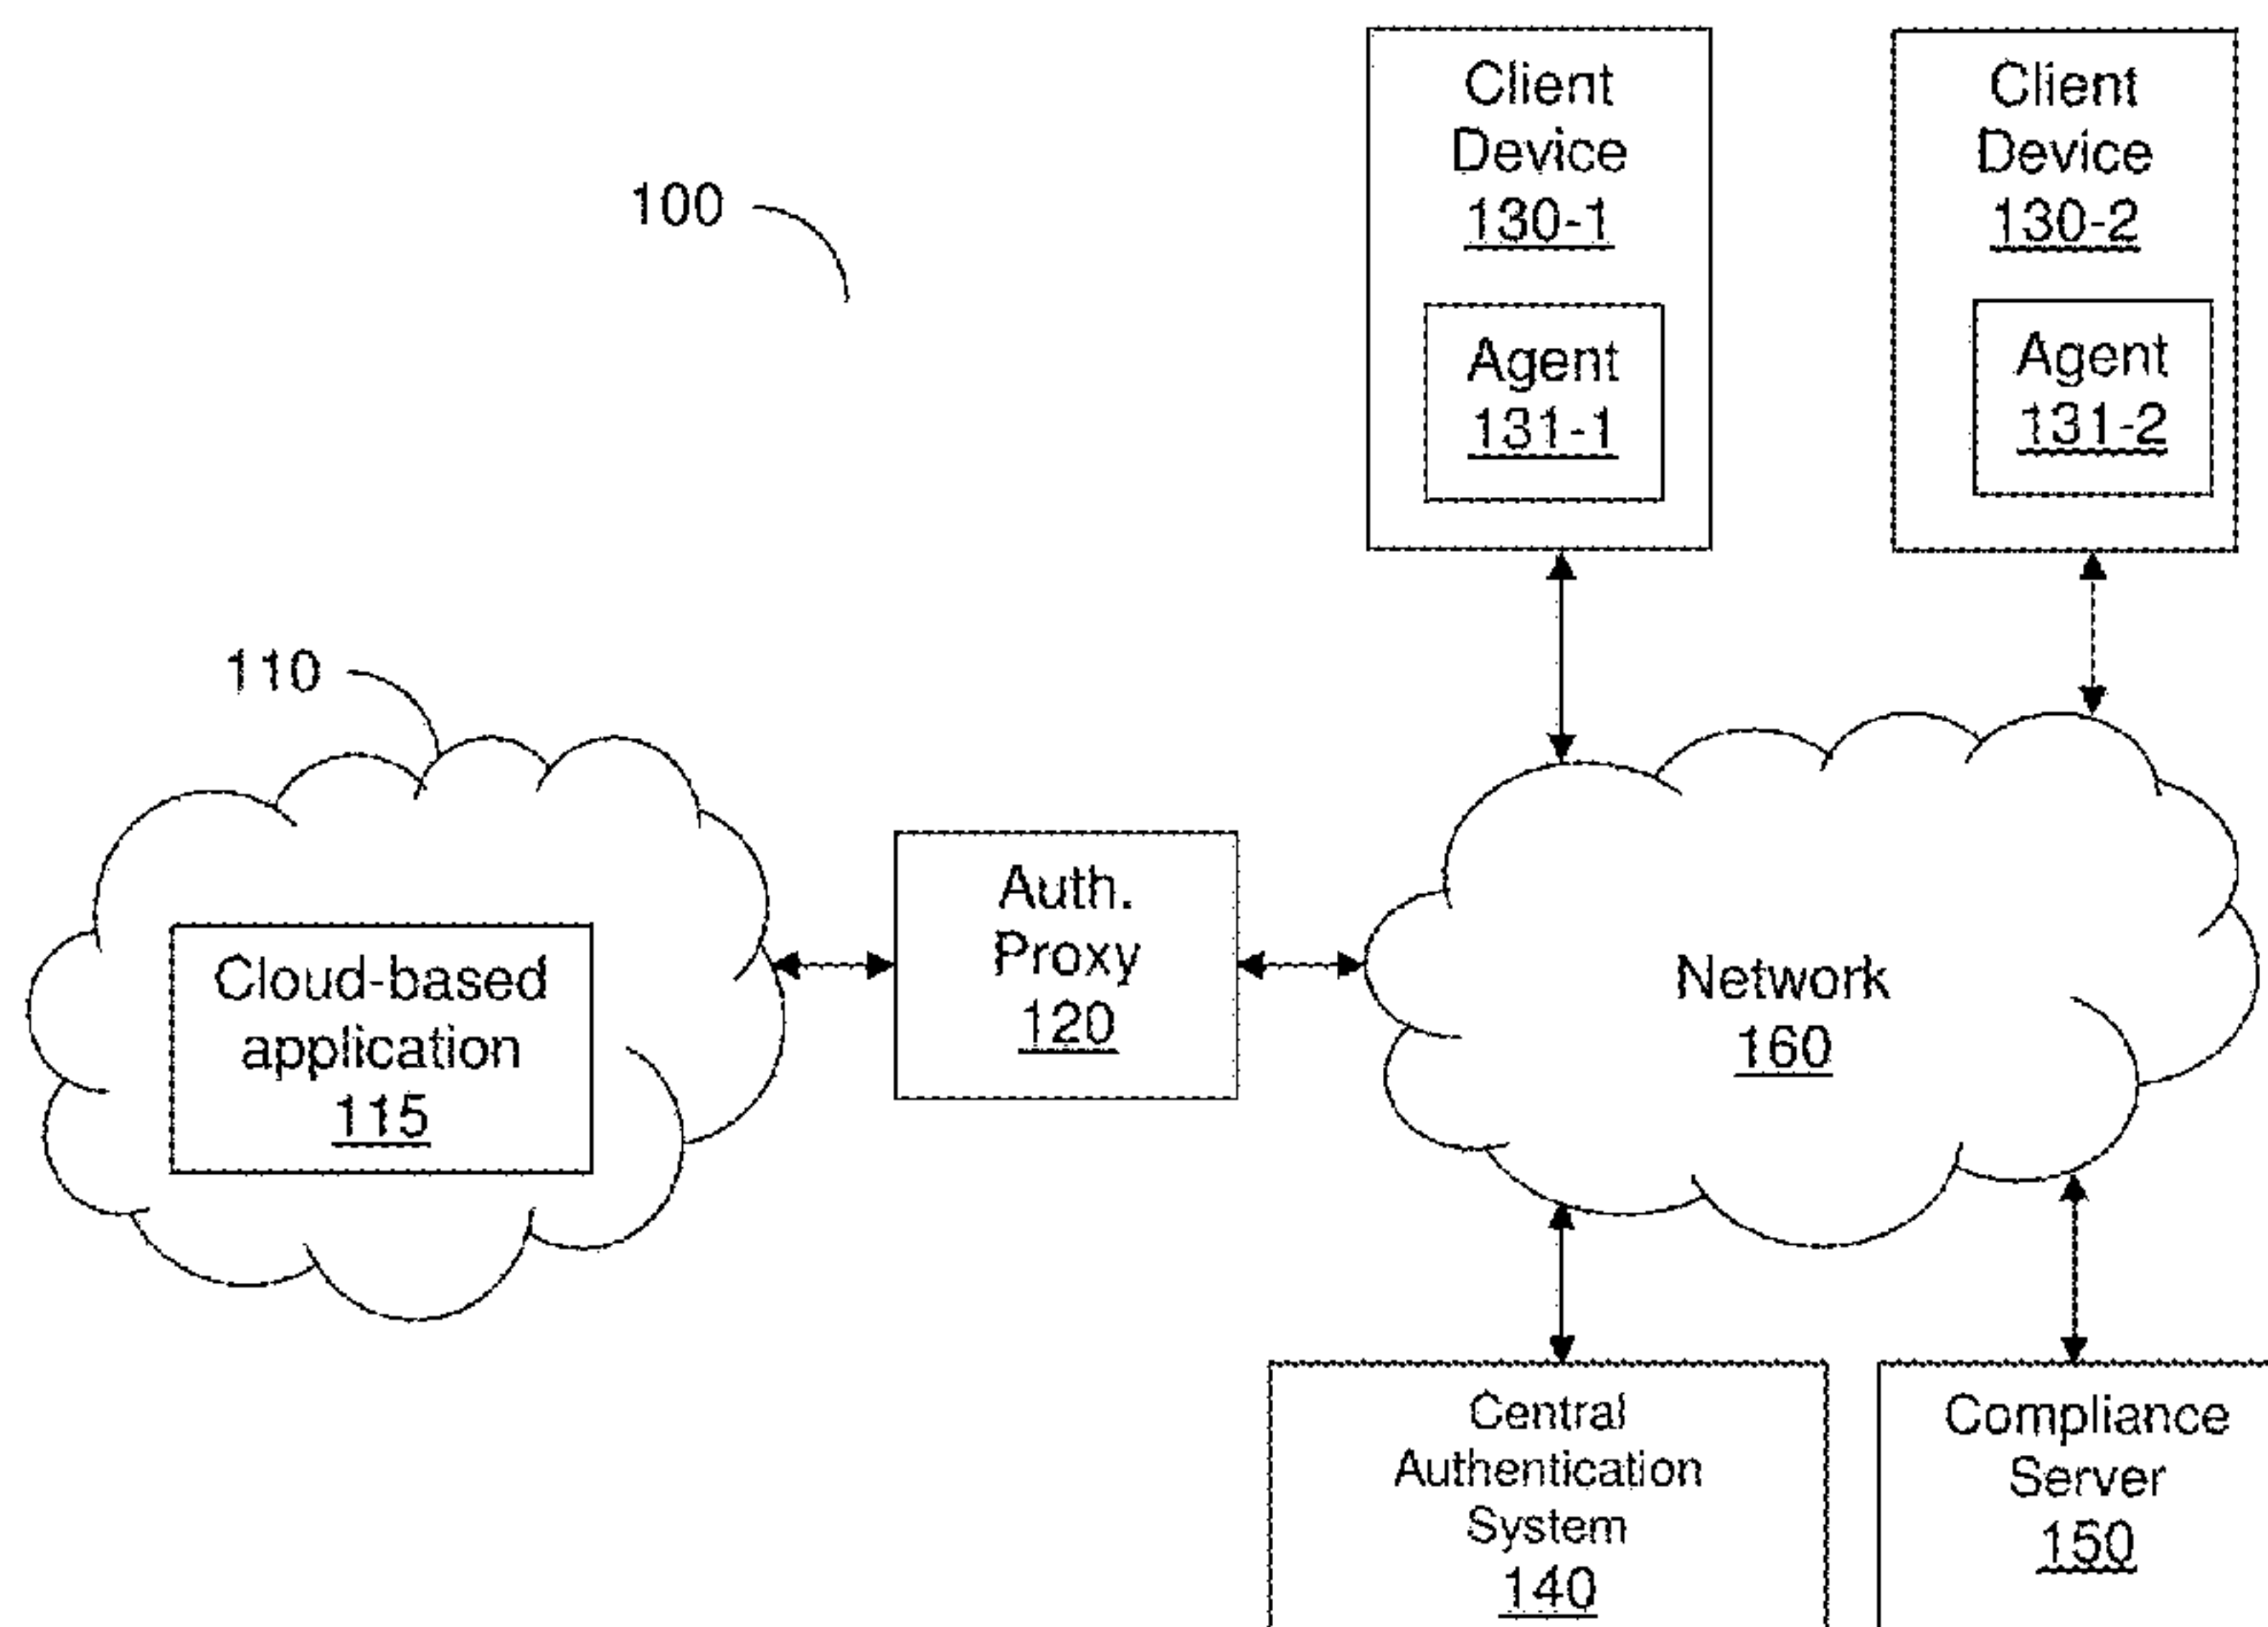 Client
Device
130-1
Agent
131-1
Client
Device
130-2
Agent
131-2
100
110
Cloud-based
application
115
Auth.
Proxy
120
Network
160
Central
Authentication
System
140
Compliance
Server
150